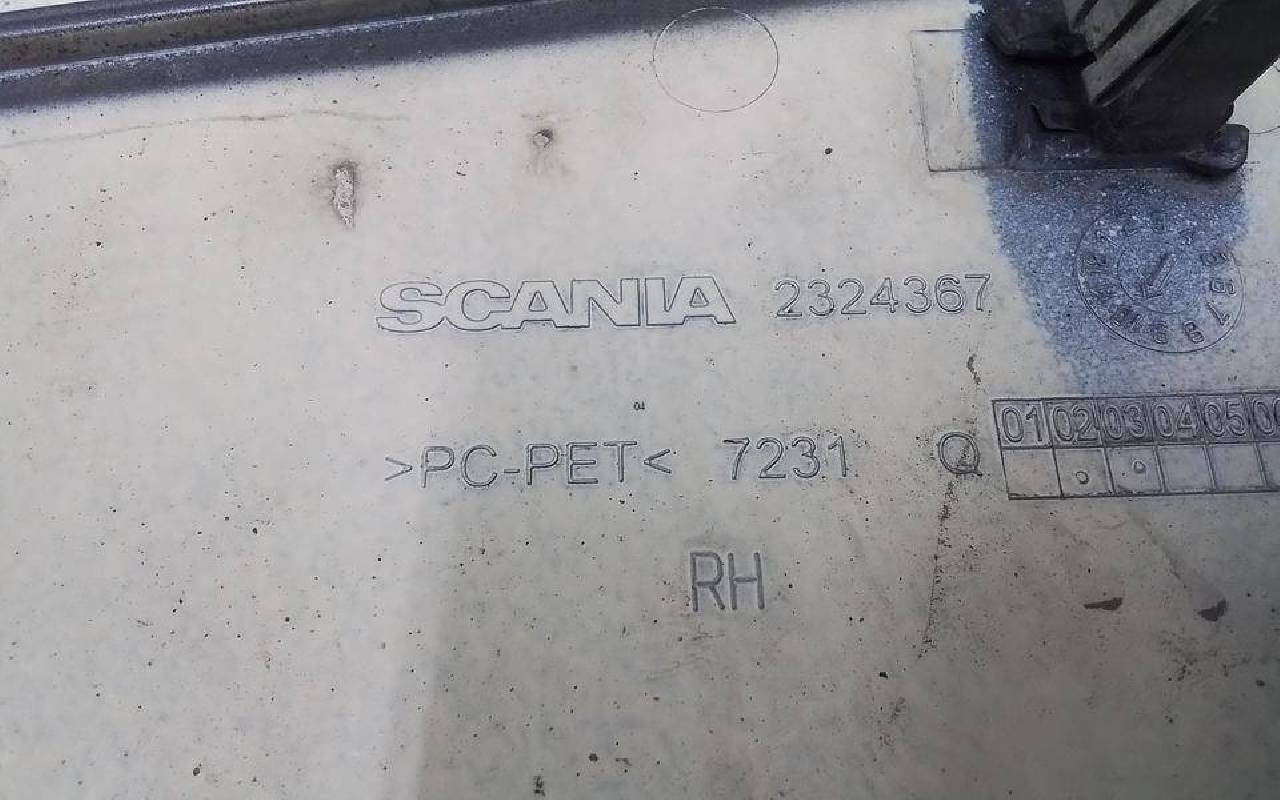 SCANIA 2324367
>PC-PET< 7231 Q
01 02 03 04 05
RH